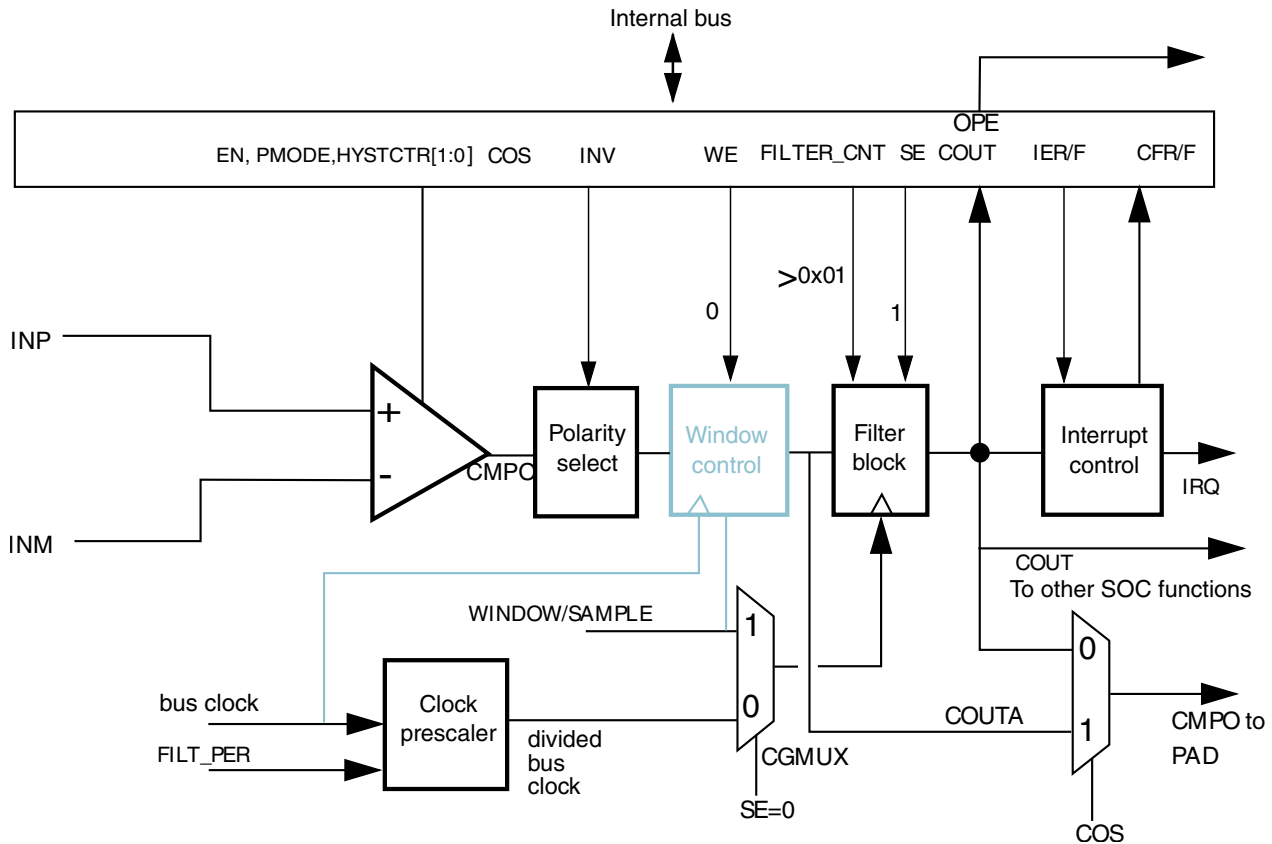 Internal bus
OPE
EN, PMODE,HYSTCTR[1:0] COS INV WE FILTER_CNT SE COUT IER/F CFR/F
>0x01
0
1
INP
INM
+
-
CMPO
Polarity
select
Window
control
Filter
block
Interrupt
control
IRQ
COUT
To other SOC functions
WINDOW/SAMPLE
1
0
0
1
bus clock
FILT_PER
Clock
prescaler
divided
bus
clock
CGMUX
SE=0
COUTA
CMPO to
PAD
COS